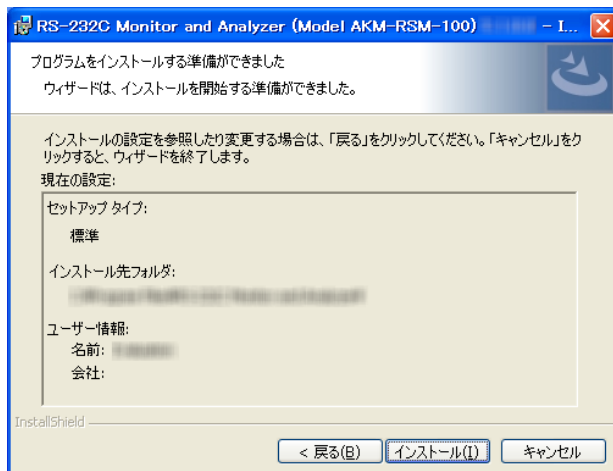 RS-232C Monitor and Analyzer (Model AKM-RSM-100) - I...
プログラムをインストールする準備ができました
ウィザードは、インストールを開始する準備ができました。
インストールの設定を参照したり変更する場合は、「戻る」をクリックしてください。「キャンセル」をク
リックすると、ウィザードを終了します。
現在の設定:
セットアップ タイプ:
標準
インストール先フォルダ:
ユーザー情報:
名前:
会社:
InstallShield
< 戻る(B)
インストール(I)
キャンセル